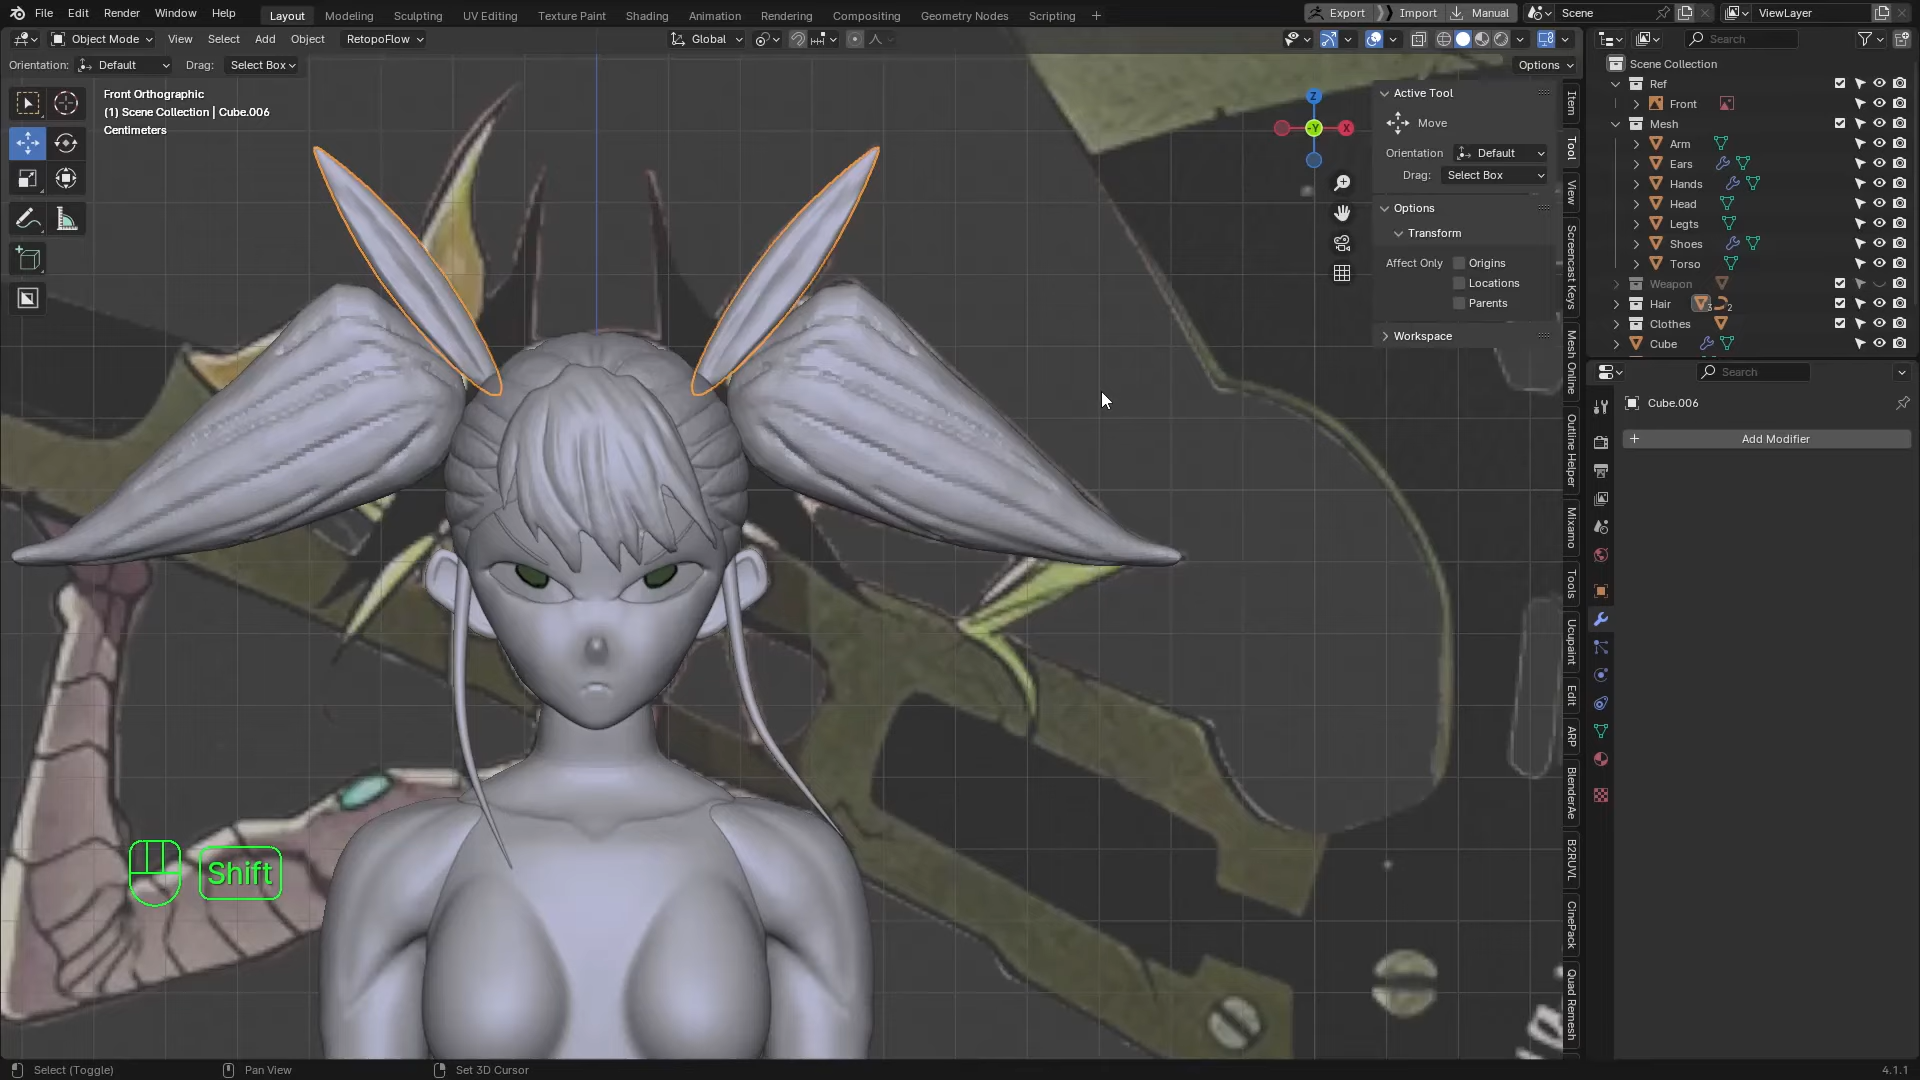 File Edit Render Window Help Layout Modeling Sculpting UV Editing Texture Paint Shading Animation Rendering Compositing Geometry Nodes Scripting + Export Import Manual Scene ViewLayer
Object Mode View Select Add Object RetopoFlow Global Search
Orientation: Default Drag: Select Box Options
Scene Collection
Ref
Front
Mesh
Arm
Ears
Hands
Head
Legts
Shoes
Torso
Weapon
Hair 3 2
Clothes
Cube
Front Orthographic
(1) Scene Collection | Cube.006
Centimeters
Z
-Y
X
Active Tool
Move
Orientation Default
Drag: Select Box
Options
Transform
Affect Only Origins
Locations
Parents
Workspace
Item
Tool
View
Screencast Keys
Mesh Online
Outline Helper
Mixamo
Tools
Ucupaint
Edit
ARP
BlenderAe
B2RUVL
CinePack
Quad Remesh
Search
Cube.006
+ Add Modifier
Shift
Select (Toggle) Pan View Set 3D Cursor 4.1.1